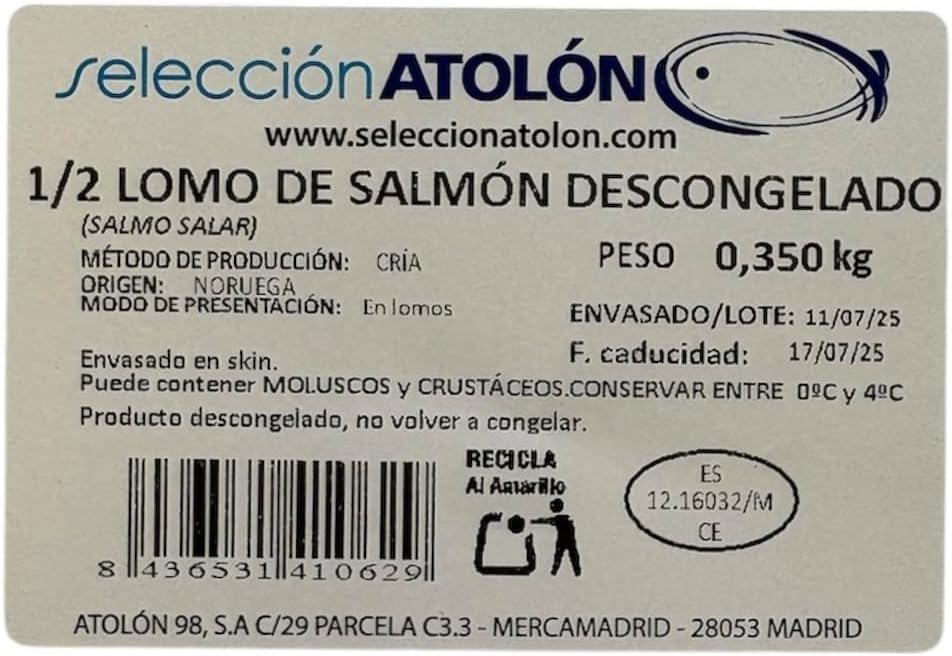 selección ATOLÓN
www.seleccionatolon.com
1/2 LOMO DE SALMÓN DESCONGELADO
(SALMO SALAR)
PESO 0,350 kg
MÉTODO DE PRODUCCIÓN: CRÍA
ORIGEN: NORUEGA
MODO DE PRESENTACIÓN: En lomos
ENVASADO/LOTE: 11/07/25
F. caducidad: 17/07/25
Envasado en skin.
Puede contener MOLUSCOS y CRUSTÁCEOS.CONSERVAR ENTRE 0ºC y 4ºC
Producto descongelado, no volver a congelar.
RECICLA
Al Amarillo
ES
12.16032/M
CE
8 436531 410629
ATOLÓN 98, S.A C/29 PARCELA C3.3 - MERCAMADRID - 28053 MADRID